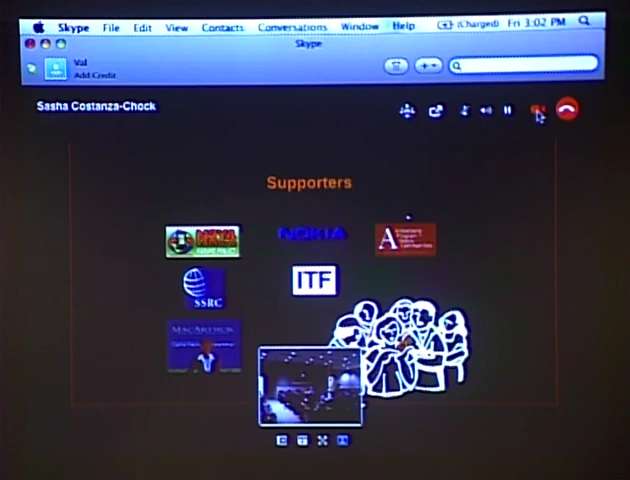 Skype File Edit View Contacts Conversations Window Help (Charged) Fri 3:02 PM
Skype
Val
Add Credit
Sasha Costanza-Chock
Supporters
NOKIA
A
SSRC
ITF
MACARTHUR